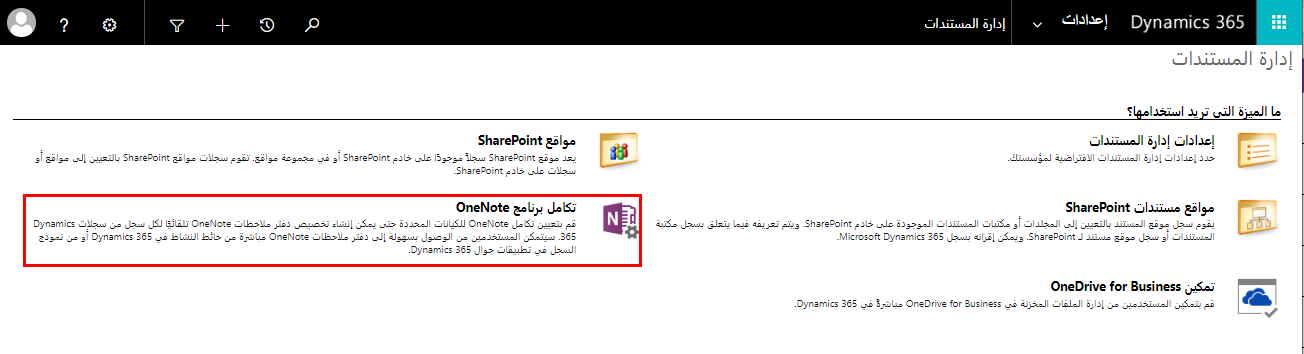 Dynamics 365
إعدادات
إدارة المستندات
?
إدارة المستندات
ما الميزة التي تريد استخدامها؟
إعدادات إدارة المستندات
حدد إعدادات إدارة المستندات الافتراضية لمؤسستك.
مواقع SharePoint
يعد موقع SharePoint سجلاً موجودًا على خادم SharePoint أو في مجموعة مواقع. تقوم سجلات مواقع SharePoint بالتعيين إلى مواقع أو
سجلات على خادم SharePoint.
مواقع مستندات SharePoint
يقوم سجل موقع المستند بالتعيين إلى المجلدات أو مكتبات المستندات الموجودة على خادم SharePoint. ويتم تعريفه فيما يتعلق بسجل مكتبة
المستندات أو سجل موقع مستند لـ SharePoint. ويمكن إقرانه بسجل Microsoft Dynamics 365.
تكامل برنامج OneNote
قم بتعيين تكامل OneNote للكيانات المحددة حتى يمكن إنشاء تخصيص دفتر ملاحظات OneNote تلقائيًا لكل سجل من سجلات Dynamics
365. سيتمكن المستخدمين من الوصول بسهولة إلى دفتر ملاحظات OneNote مباشرة من حائط النشاط في Dynamics 365 أو من نموذج
السجل في تطبيقات جوال Dynamics 365.
تمكين OneDrive for Business
قم بتمكين المستخدمين من إدارة الملفات المخزنة في OneDrive for Business مباشرةً في Dynamics 365.